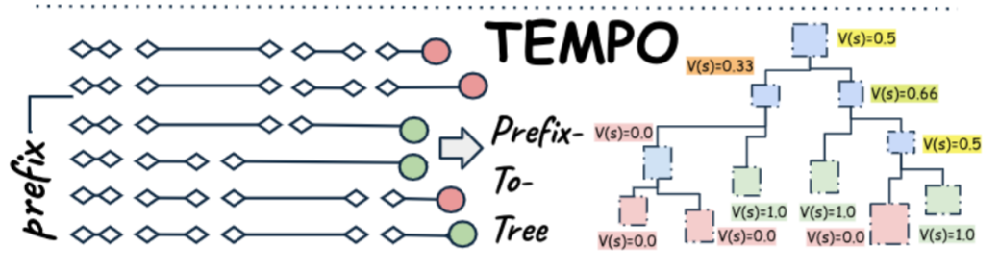 TEMPO
prefix
Prefix-
To-
Tree
V(s)=0.5
V(s)=0.33
V(s)=0.66
V(s)=0.0
V(s)=0.5
V(s)=1.0
V(s)=1.0
V(s)=0.0
V(s)=0.0
V(s)=0.0
V(s)=1.0